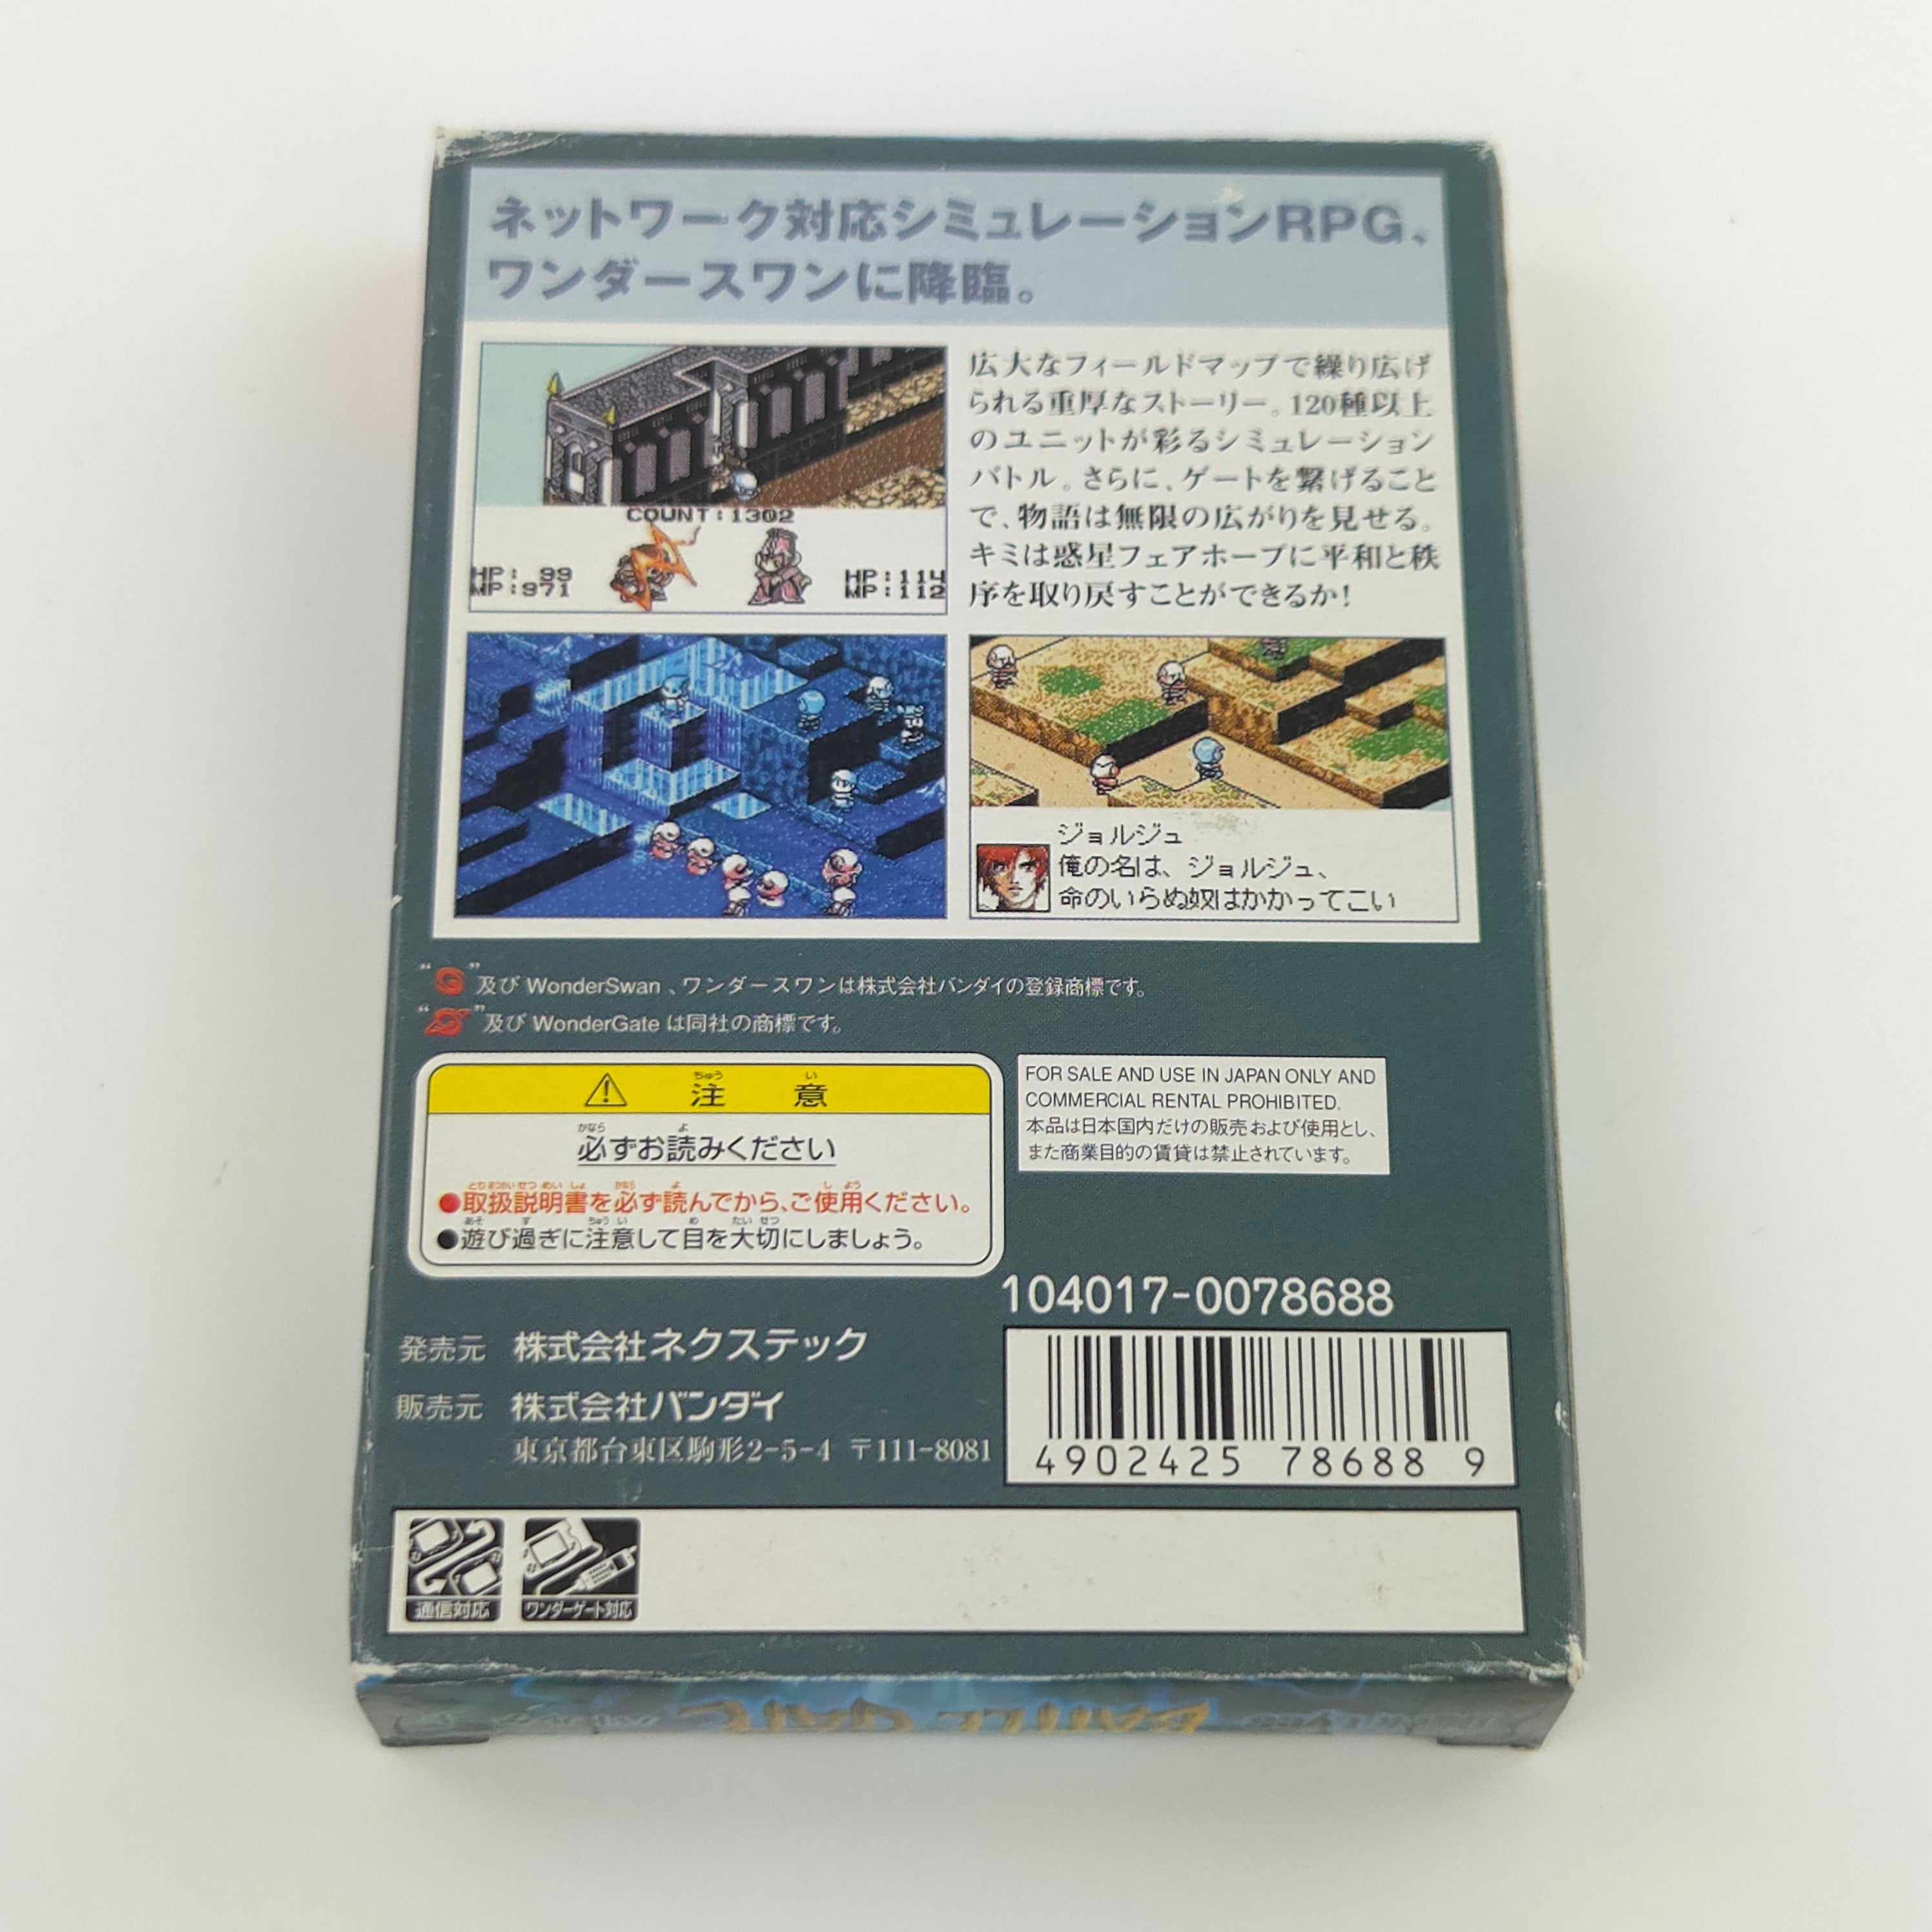 ネットワーク対応シミュレーションRPG、
ワンダースワンに降臨。
広大なフィールドマップで繰り広げ
られる重厚なストーリー。120種以上
のユニットが彩るシミュレーション
バトル。さらに、ゲートを繋げること
で、物語は無限の広がりを見せる。
キミは惑星フェアホープに平和と秩
序を取り戻すことができるか!
COUNT:1302
HP: 99
MP:971
HP:114
MP:112
ジョルジュ
俺の名は、ジョルジュ、
命のいらぬ奴はかかってこい
“ ”及び WonderSwan 、ワンダースワンは株式会社バンダイの登録商標です。
“ ”及び WonderGate は同社の商標です。
注意
必ずお読みください
●取扱説明書を必ず読んでから、ご使用ください。
●遊び過ぎに注意して目を大切にしましょう。
FOR SALE AND USE IN JAPAN ONLY AND
COMMERCIAL RENTAL PROHIBITED.
本品は日本国内だけの販売および使用とし、
また商業目的の賃貸は禁止されています。
104017-0078688
発売元 株式会社ネクステック
販売元 株式会社バンダイ
東京都台東区駒形2-5-4 〒111-8081
4902425 78688 9
通信対応
ワンダーゲート対応
BATTLE GATE